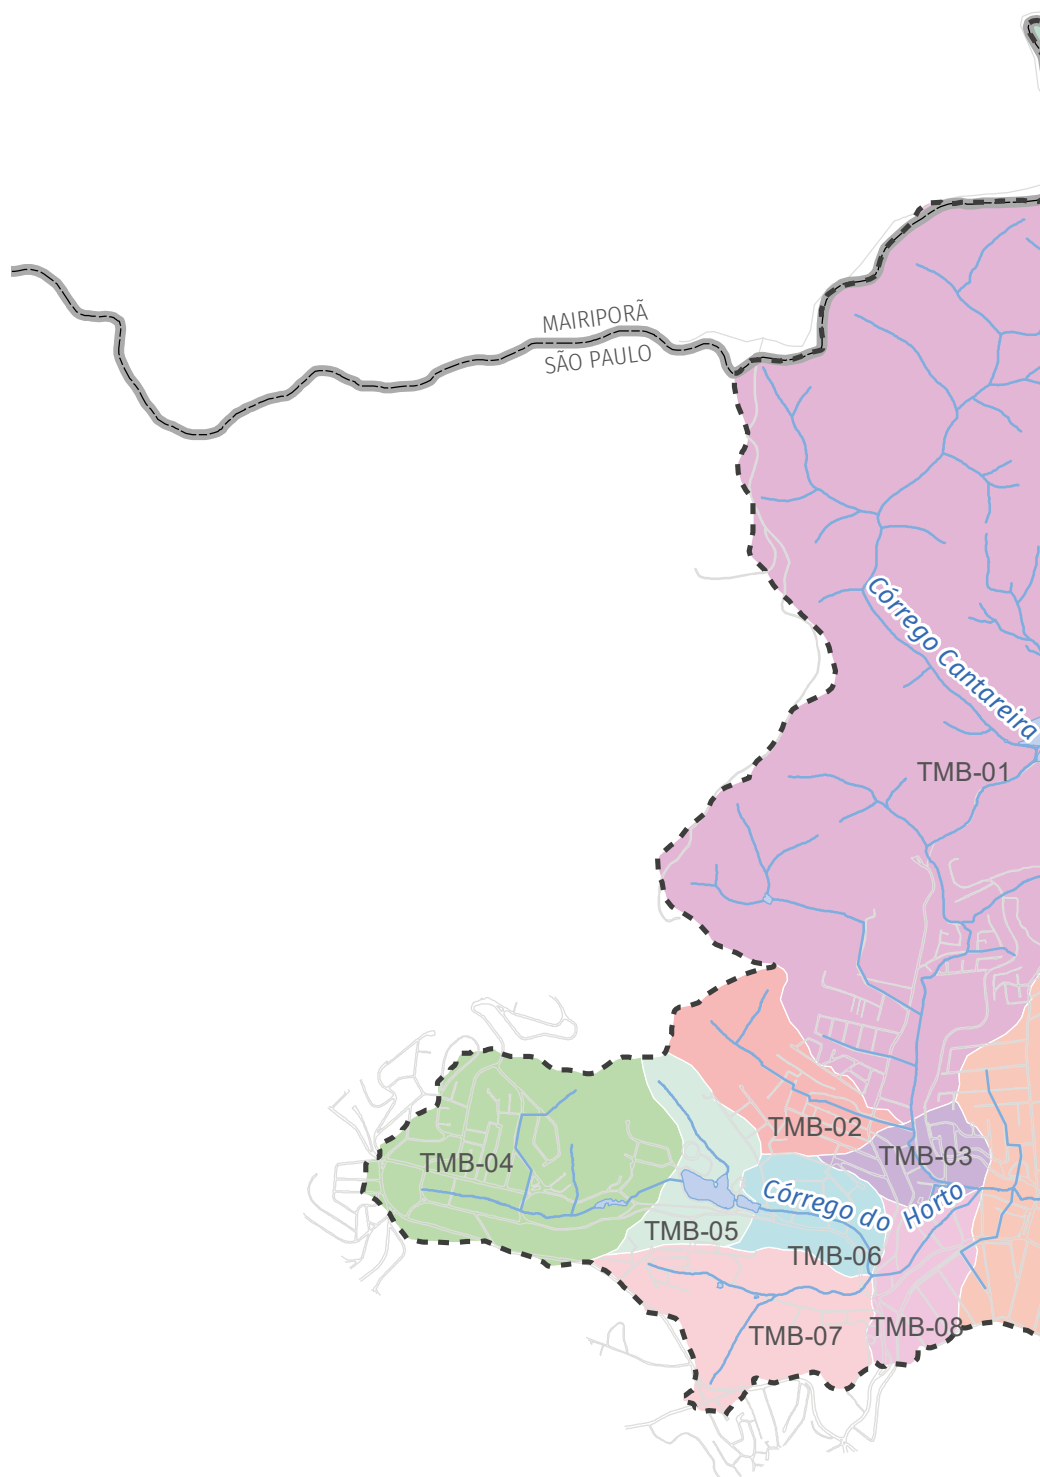 MAIRIPORÃ
SÃO PAULO
Córrego Cantareira
TMB-01
TMB-02
TMB-03
TMB-04
Córrego do Horto
TMB-05
TMB-06
TMB-07
TMB-08